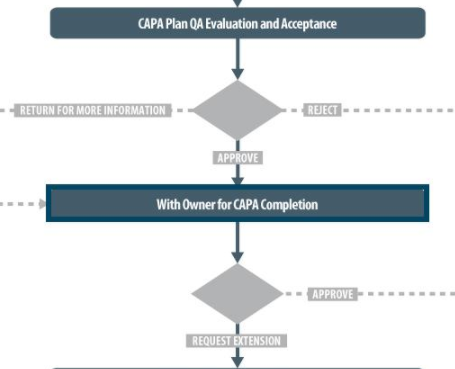 CAPA Plan QA Evaluation and Acceptance
RETURN FOR MORE INFORMATION
REJECT
APPROVE
With Owner for CAPA Completion
APPROVE
REQUEST EXTENSION